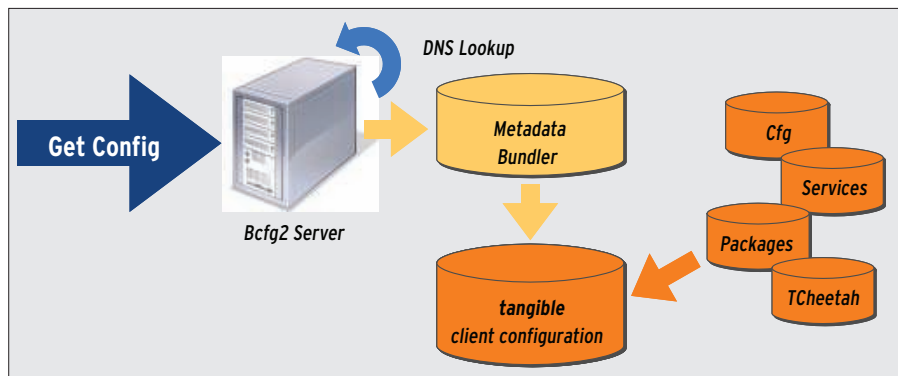 DNS Lookup
Get Config
Bcfg2 Server
Metadata
Bundler
Cfg
Services
Packages
TCheetah
tangible
client configuration